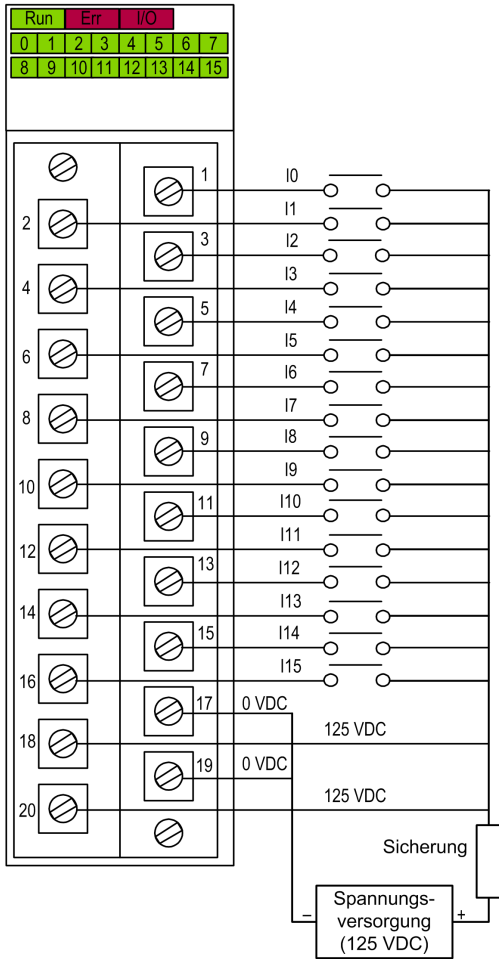 Run Err I/O
0 1 2 3 4 5 6 7
8 9 10 11 12 13 14 15
1 I0
2 I1
3 I2
4 I3
5 I4
6 I5
7 I6
8 I7
9 I8
10 I9
11 I10
12 I11
13 I12
14 I13
15 I14
16 I15
17 0 VDC
18 125 VDC
19 0 VDC
20 125 VDC
Sicherung
Spannungs-
– versorgung +
(125 VDC)